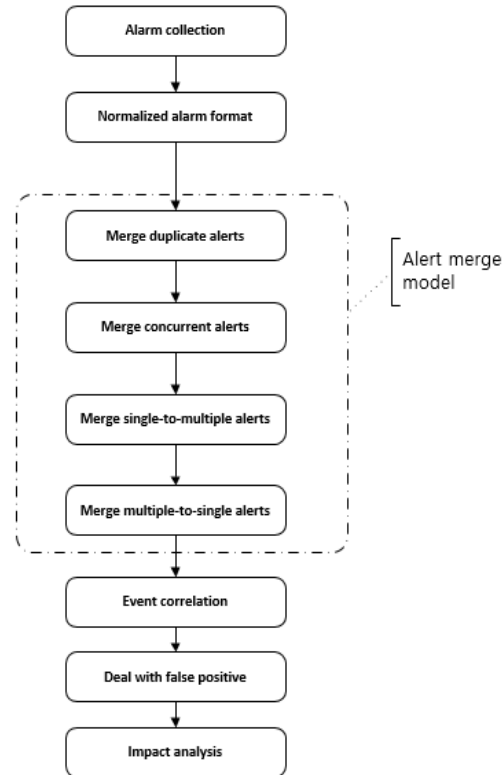 Alarm collection
Normalized alarm format
Merge duplicate alerts
Alert merge
model
Merge concurrent alerts
Merge single-to-multiple alerts
Merge multiple-to-single alerts
Event correlation
Deal with false positive
Impact analysis